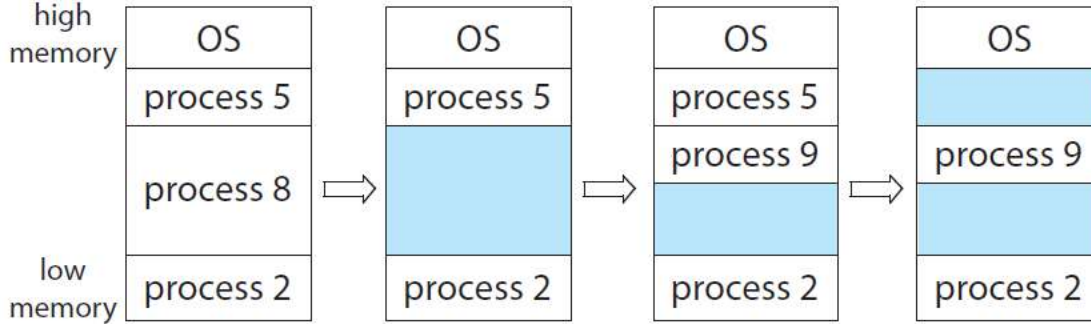 high
memory
OS
process 5
process 8
low
memory
process 2
OS
process 5
process 2
OS
process 5
process 9
process 2
OS
process 9
process 2